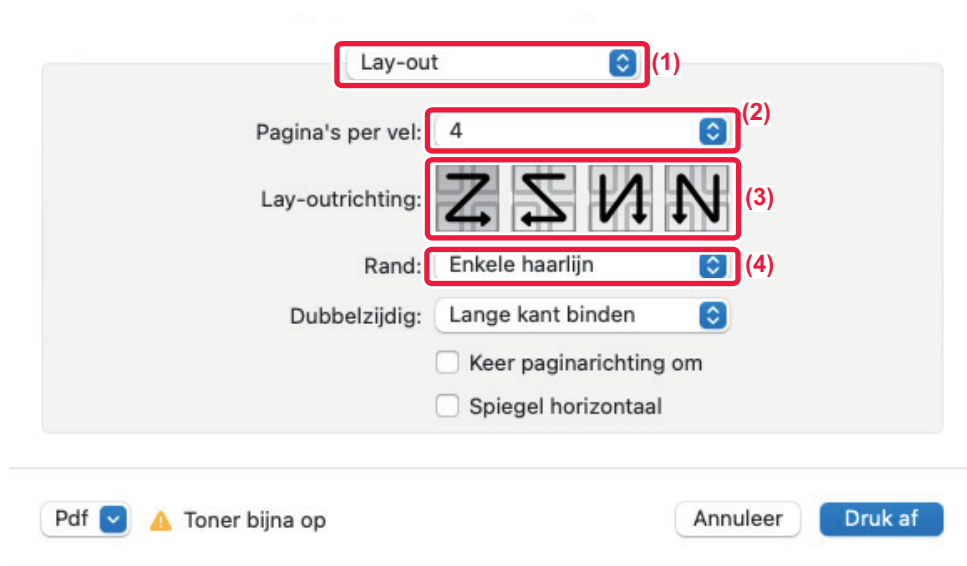 Lay-out (1)
Pagina's per vel: 4 (2)
Lay-outrichting: (3)
Rand: Enkele haarlijn (4)
Dubbelzijdig: Lange kant binden
Keer paginarichting om
Spiegel horizontaal
Pdf Toner bijna op Annuleer Druk af